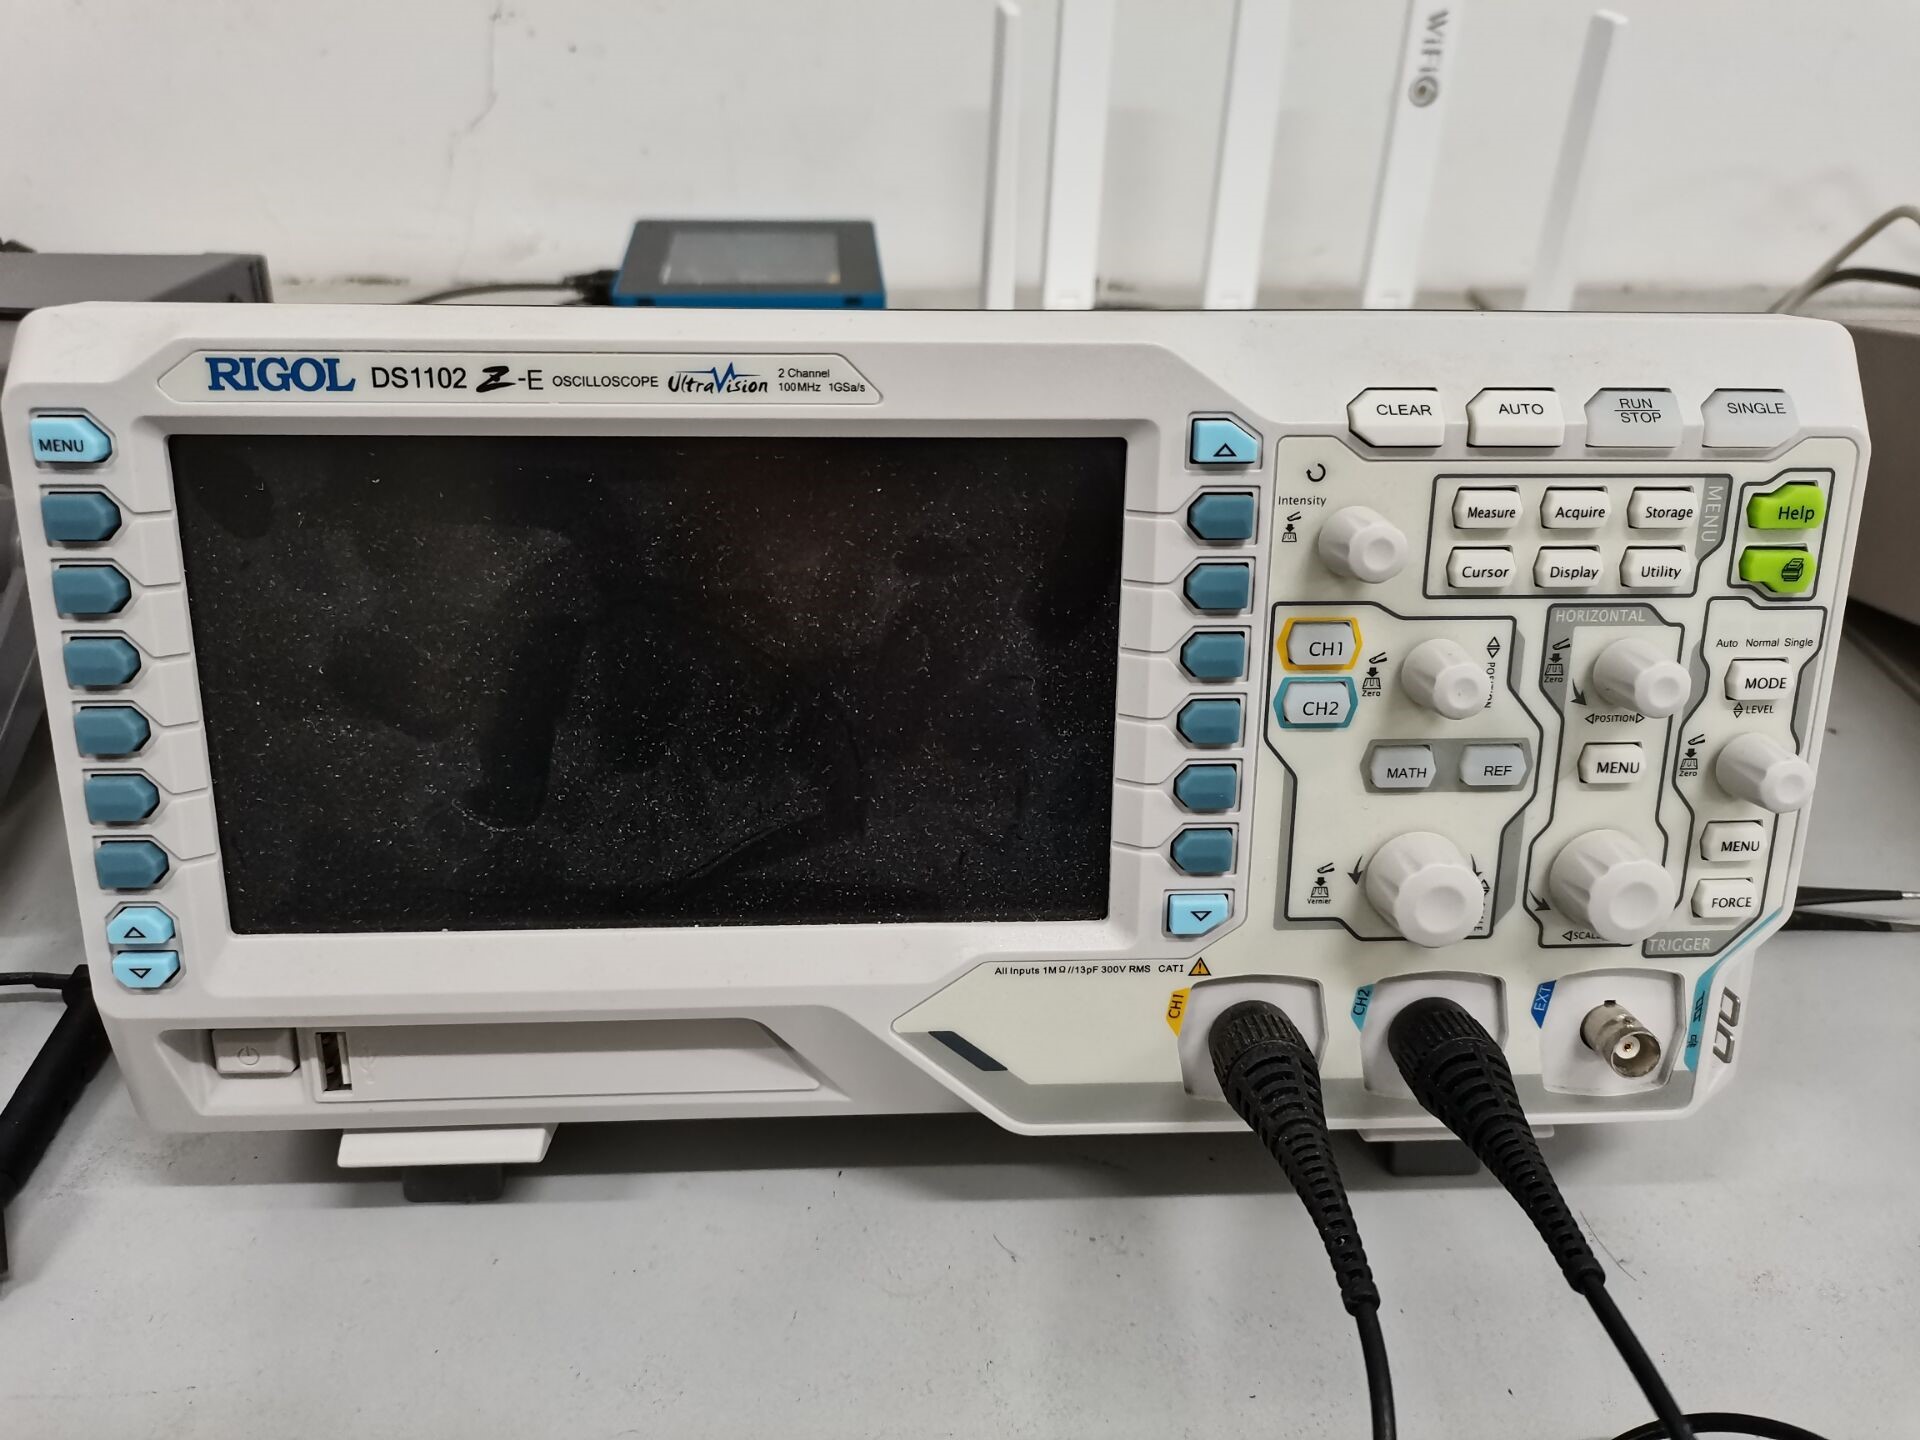 WiFi6
RIGOL DS1102 Z-E OSCILLOSCOPE UltraVision 2 Channel
100MHz 1GSa/s
MENU
CLEAR AUTO RUN
STOP SINGLE
Intensity
Measure Acquire Storage
Cursor Display Utility
MENU
Help
CH1
CH2
Zero
POSITION
MATH REF
Vernier
HORIZONTAL
Zero
POSITION
MENU
Auto Normal Single
MODE
LEVEL
Zero
MENU
FORCE
TRIGGER
All Inputs 1MΩ//13pF 300V RMS CAT I
CH1
CH2
EXT